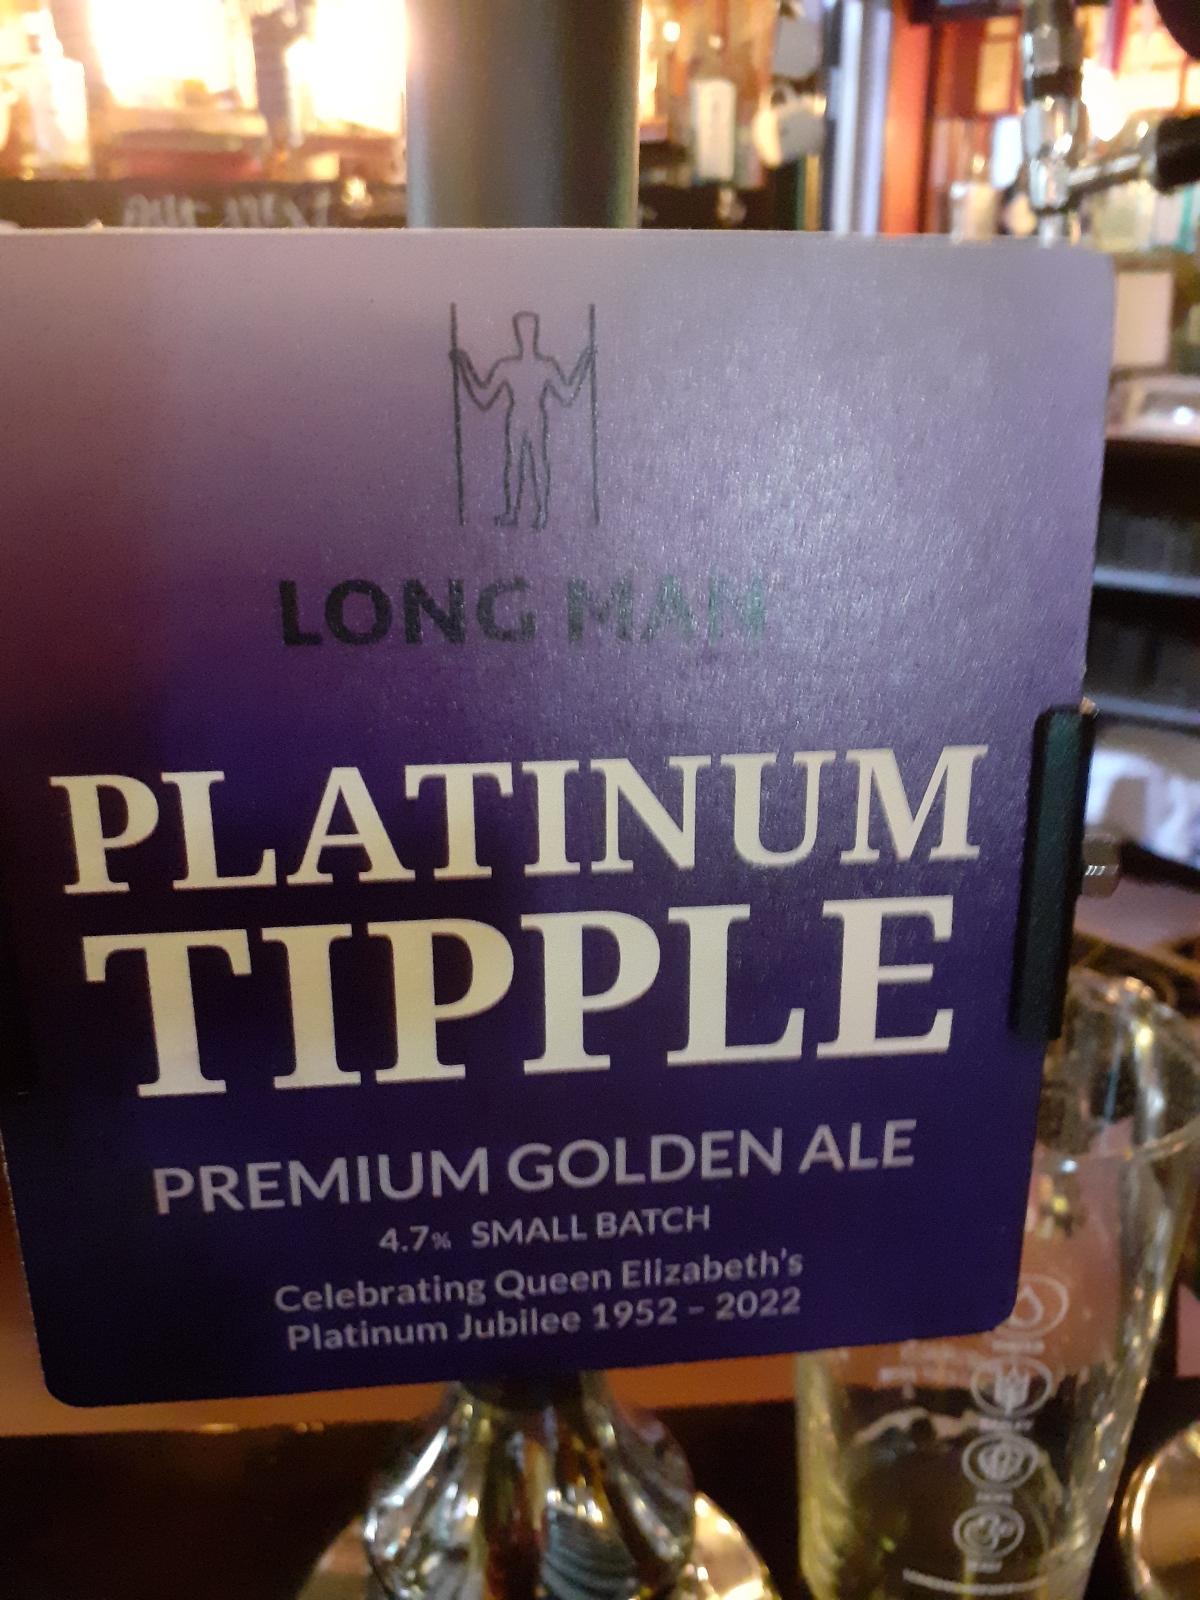 LONG MAN
PLATINUM
TIPPLE
PREMIUM GOLDEN ALE
4.7% SMALL BATCH
Celebrating Queen Elizabeth's
Platinum Jubilee 1952 - 2022